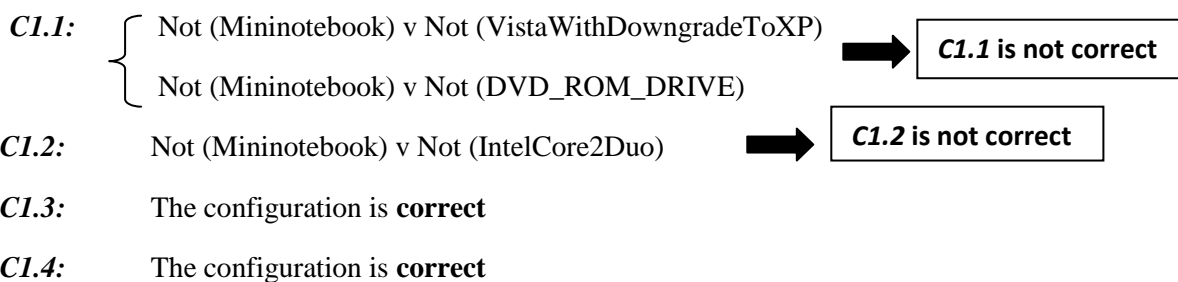 C1.1: Not (Mininotebook) v Not (VistaWithDowngradeToXP)
C1.1 is not correct
Not (Mininotebook) v Not (DVD_ROM_DRIVE)
C1.2: Not (Mininotebook) v Not (IntelCore2Duo)
C1.2 is not correct
C1.3: The configuration is correct
C1.4: The configuration is correct